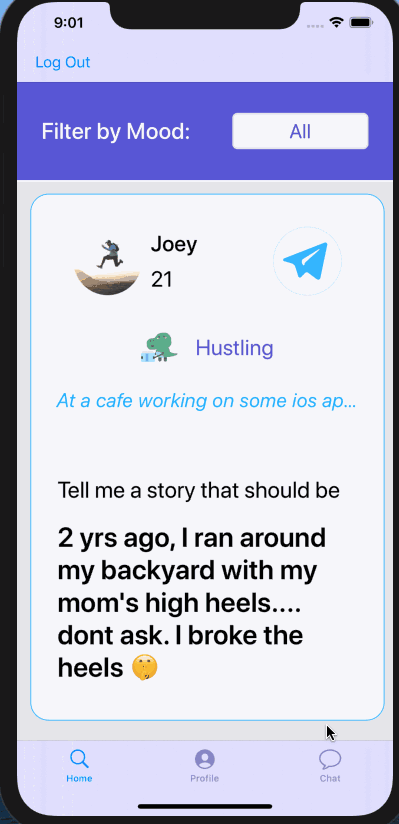 9:01
Log Out
Filter by Mood:
All
Joey
21
Hustling
At a cafe working on some ios ap...
Tell me a story that should be
2 yrs ago, I ran around
my backyard with my
mom's high heels....
dont ask. I broke the
heels 🤫
Home
Profile
Chat